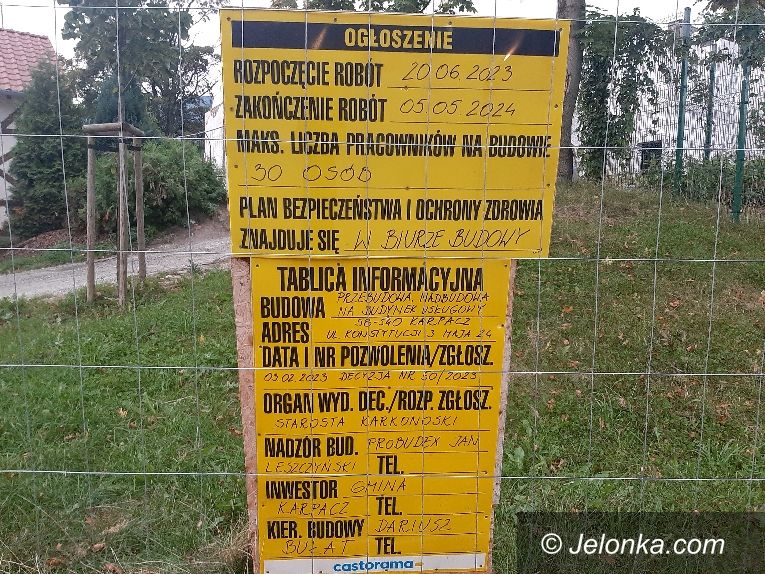 OGŁOSZENIE
ROZPOCZĘCIE ROBÓT 20.06.2023
ZAKOŃCZENIE ROBÓT 05.05.2024
MAKS. LICZBA PRACOWNIKÓW NA BUDOWIE
30 OSÓB
PLAN BEZPIECZEŃSTWA I OCHRONY ZDROWIA
ZNAJDUJE SIĘ W BIURZE BUDOWY
TABLICA INFORMACYJNA
BUDOWA PRZEBUDOWA, NADBUDOWA
NA BUDYNEK USŁUGOWY
58-540 KARPACZ
ADRES UL KONSTYTUCJI 3 MAJA 24
DATA I NR POZWOLENIA/ZGŁOSZ.
03.02.2023 DECYZJA NR 50/2023
ORGAN WYD. DEC./ROZP. ZGŁOSZ.
STAROSTA KARKONOSKI
NADZÓR BUD. PROBUDEX JAN
LESZCZYŃSKI TEL.
INWESTOR GMINA
KARPACZ TEL.
KIER. BUDOWY DARIUSZ
BUŁAT TEL.
castorama
© Jelonka.com